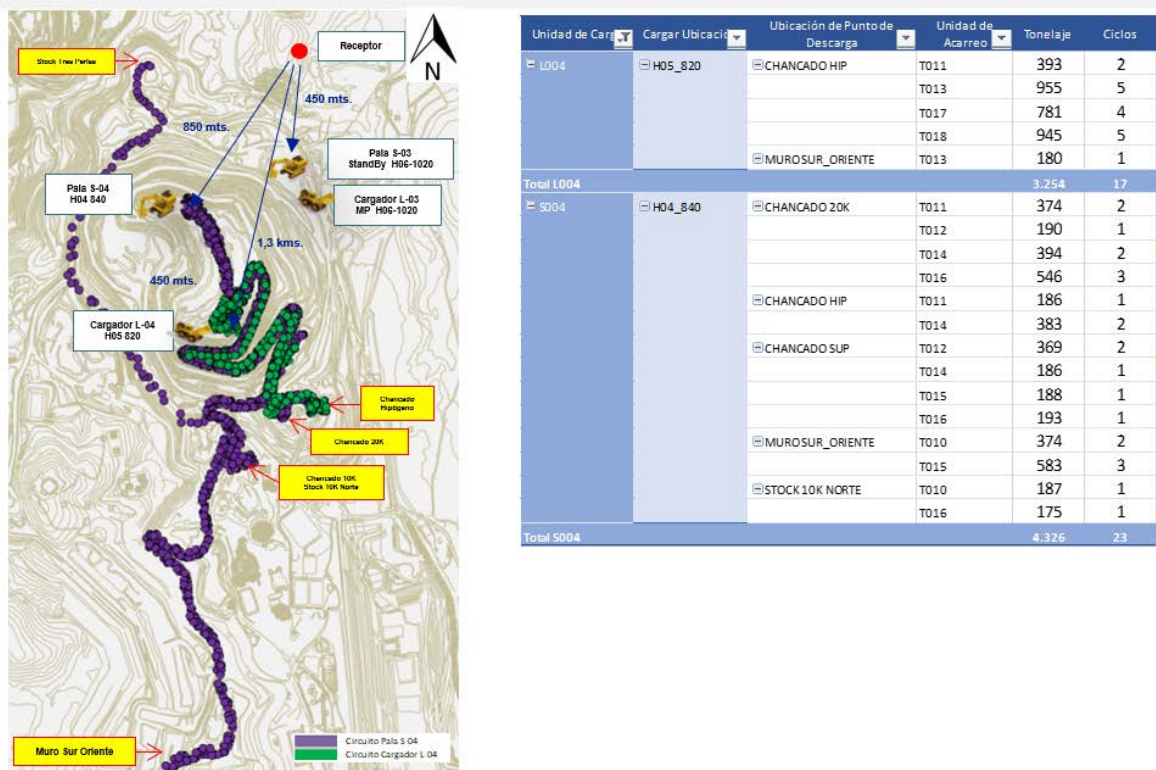 Stock Tres Perlas
Receptor
N
450 mts.
850 mts.
Pala S-03
StandBy H06-1020
Pala S-04
H04 840
Cargador L-03
MP H06-1020
1,3 kms.
450 mts.
Cargador L-04
H05 820
Chancado
Hipógeno
Chancado 20K
Chancado 10K
Stock 10K Norte
Muro Sur Oriente
Circuito Pala S 04
Circuito Cargador L 04
Unidad de Carg Cargar Ubicació Ubicación de Punto de Descarga Unidad de Acarreo Tonelaje Ciclos
L004 H05_820 CHANCADO HIP T011 393 2
T013 955 5
T017 781 4
T018 945 5
MUROSUR_ORIENTE T013 180 1
Total L004 3.254 17
S004 H04_840 CHANCADO 20K T011 374 2
T012 190 1
T014 394 2
T016 546 3
CHANCADO HIP T011 186 1
T014 383 2
CHANCADO SUP T012 369 2
T014 186 1
T015 188 1
T016 193 1
MUROSUR_ORIENTE T010 374 2
T015 583 3
STOCK 10K NORTE T010 187 1
T016 175 1
Total S004 4.326 23